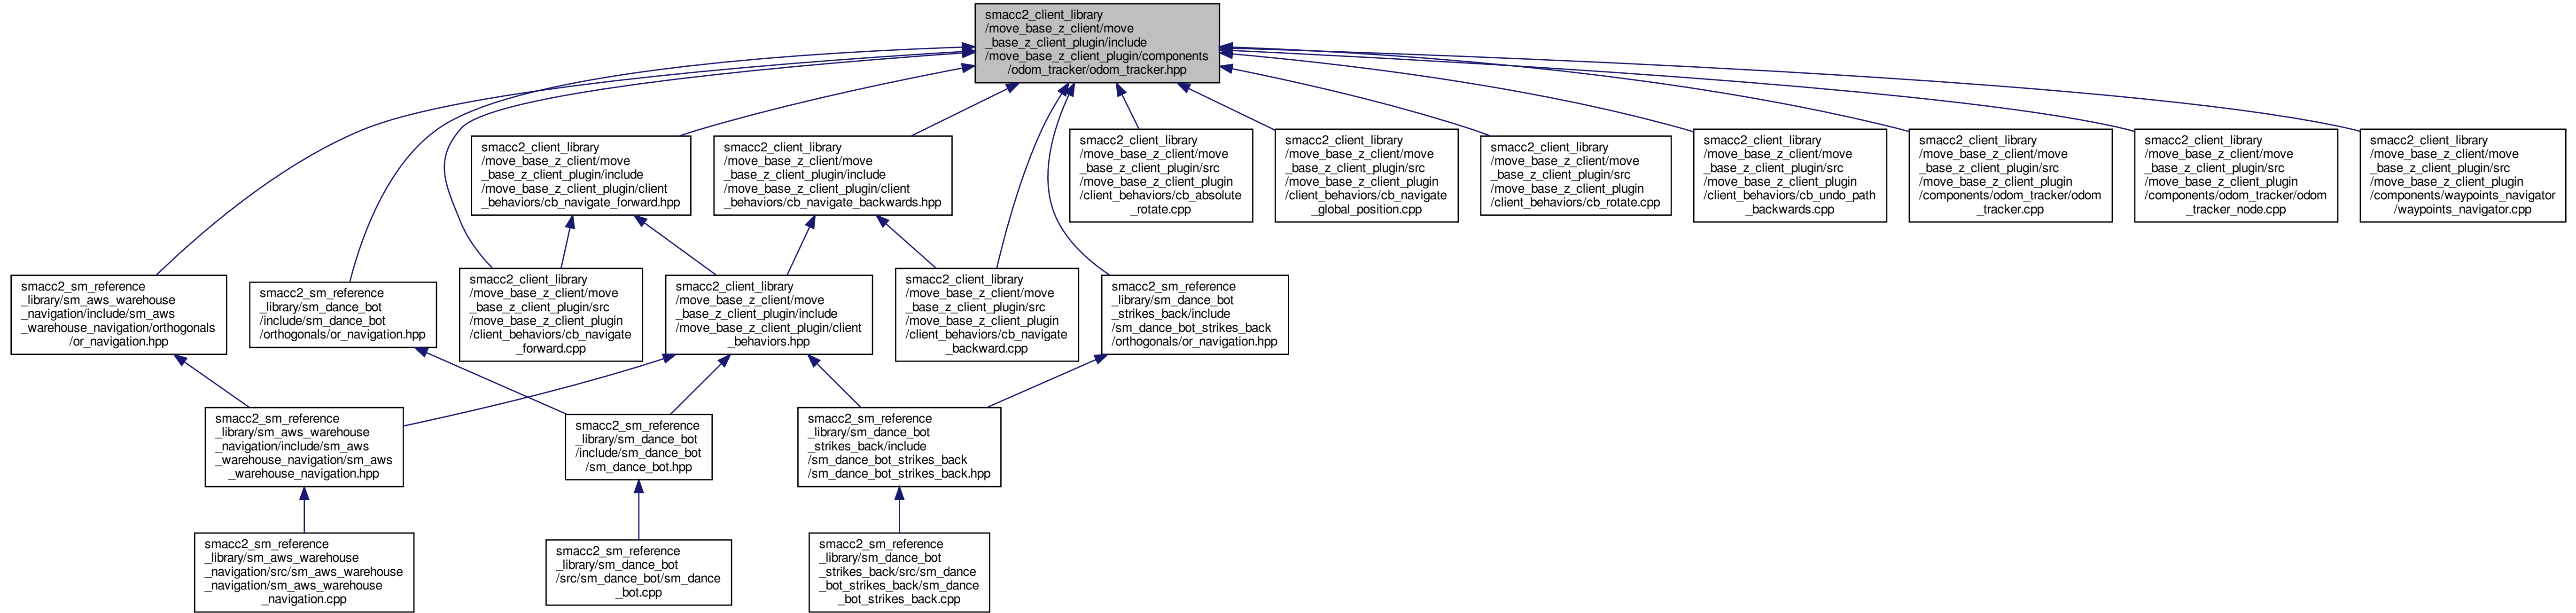 smacc2_client_library
/move_base_z_client/move
_base_z_client_plugin/include
/move_base_z_client_plugin/components
/odom_tracker/odom_tracker.hpp
smacc2_client_library
/move_base_z_client/move
_base_z_client_plugin/include
/move_base_z_client_plugin/client
_behaviors/cb_navigate_forward.hpp
smacc2_client_library
/move_base_z_client/move
_base_z_client_plugin/include
/move_base_z_client_plugin/client
_behaviors/cb_navigate_backwards.hpp
smacc2_client_library
/move_base_z_client/move
_base_z_client_plugin/src
/move_base_z_client_plugin
/client_behaviors/cb_absolute
_rotate.cpp
smacc2_client_library
/move_base_z_client/move
_base_z_client_plugin/src
/move_base_z_client_plugin
/client_behaviors/cb_navigate
_global_position.cpp
smacc2_client_library
/move_base_z_client/move
_base_z_client_plugin/src
/move_base_z_client_plugin
/client_behaviors/cb_rotate.cpp
smacc2_client_library
/move_base_z_client/move
_base_z_client_plugin/src
/move_base_z_client_plugin
/client_behaviors/cb_undo_path
_backwards.cpp
smacc2_client_library
/move_base_z_client/move
_base_z_client_plugin/src
/move_base_z_client_plugin
/components/odom_tracker/odom
_tracker.cpp
smacc2_client_library
/move_base_z_client/move
_base_z_client_plugin/src
/move_base_z_client_plugin
/components/odom_tracker/odom
_tracker_node.cpp
smacc2_client_library
/move_base_z_client/move
_base_z_client_plugin/src
/move_base_z_client_plugin
/components/waypoints_navigator
/waypoints_navigator.cpp
smacc2_sm_reference
_library/sm_aws_warehouse
_navigation/include/sm_aws
_warehouse_navigation/orthogonals
/or_navigation.hpp
smacc2_sm_reference
_library/sm_dance_bot
/include/sm_dance_bot
/orthogonals/or_navigation.hpp
smacc2_client_library
/move_base_z_client/move
_base_z_client_plugin/src
/move_base_z_client_plugin
/client_behaviors/cb_navigate
_forward.cpp
smacc2_client_library
/move_base_z_client/move
_base_z_client_plugin/include
/move_base_z_client_plugin/client
_behaviors.hpp
smacc2_client_library
/move_base_z_client/move
_base_z_client_plugin/src
/move_base_z_client_plugin
/client_behaviors/cb_navigate
_backward.cpp
smacc2_sm_reference
_library/sm_dance_bot
_strikes_back/include
/sm_dance_bot_strikes_back
/orthogonals/or_navigation.hpp
smacc2_sm_reference
_library/sm_aws_warehouse
_navigation/include/sm_aws
_warehouse_navigation/sm_aws
_warehouse_navigation.hpp
smacc2_sm_reference
_library/sm_dance_bot
/include/sm_dance_bot
/sm_dance_bot.hpp
smacc2_sm_reference
_library/sm_dance_bot
_strikes_back/include
/sm_dance_bot_strikes_back
/sm_dance_bot_strikes_back.hpp
smacc2_sm_reference
_library/sm_aws_warehouse
_navigation/src/sm_aws_warehouse
_navigation/sm_aws_warehouse
_navigation.cpp
smacc2_sm_reference
_library/sm_dance_bot
/src/sm_dance_bot/sm_dance
_bot.cpp
smacc2_sm_reference
_library/sm_dance_bot
_strikes_back/src/sm_dance
_bot_strikes_back/sm_dance
_bot_strikes_back.cpp